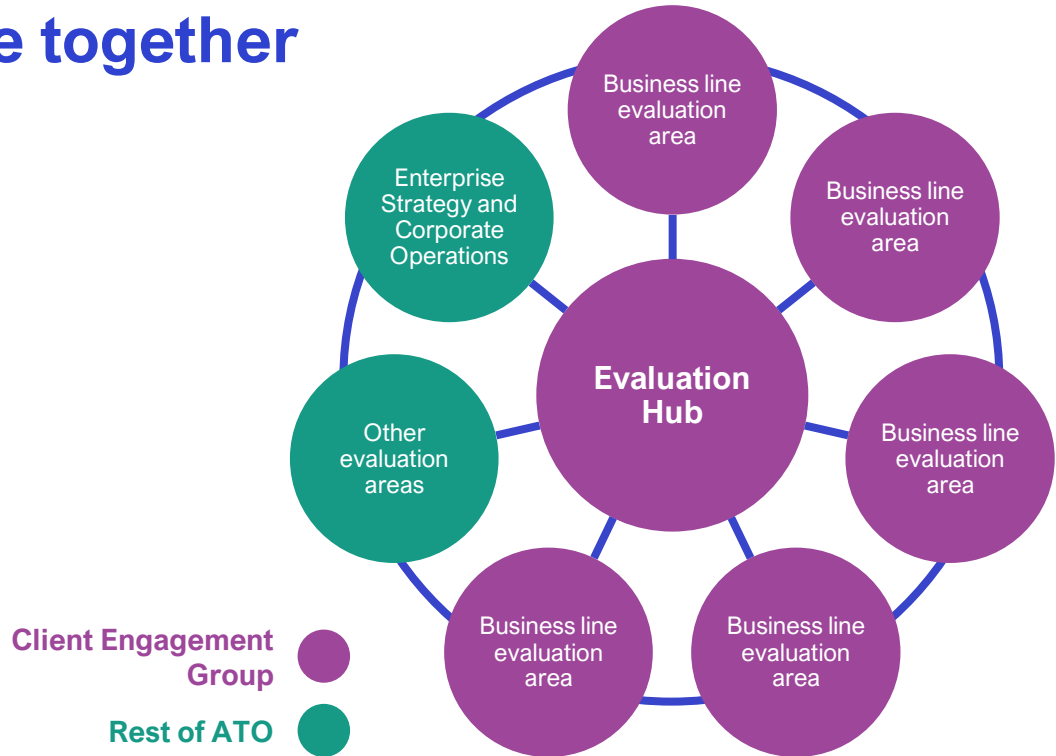 e together
Business line
evaluation
area
Enterprise
Strategy and
Corporate
Operations
Business line
evaluation
area
Evaluation
Hub
Other
evaluation
areas
Business line
evaluation
area
Business line
evaluation
area
Business line
evaluation
area
Client Engagement
Group
Rest of ATO